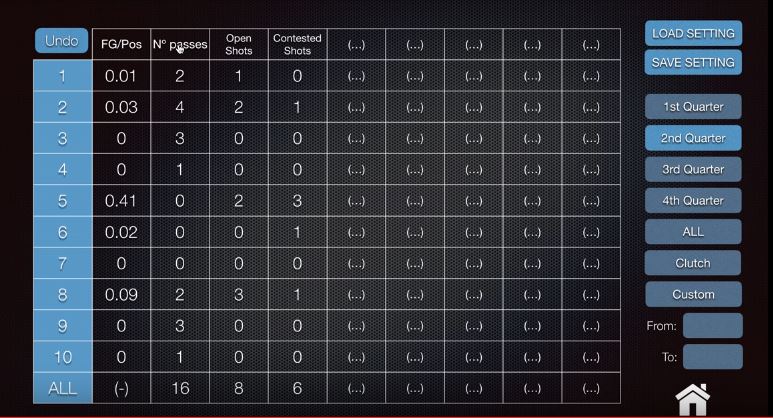 Undo FG/Pos Nº passes Open Shots Contested Shots (...) (...) (...) (...) (...)
1 0.01 2 1 0 (...) (...) (...) (...) (...)
2 0.03 4 2 1 (...) (...) (...) (...) (...)
3 0 3 0 0 (...) (...) (...) (...) (...)
4 0 1 0 0 (...) (...) (...) (...) (...)
5 0.41 0 2 3 (...) (...) (...) (...) (...)
6 0.02 0 0 1 (...) (...) (...) (...) (...)
7 0 0 0 0 (...) (...) (...) (...) (...)
8 0.09 2 3 1 (...) (...) (...) (...) (...)
9 0 3 0 0 (...) (...) (...) (...) (...)
10 0 1 0 0 (...) (...) (...) (...) (...)
ALL (-) 16 8 6 (...) (...) (...) (...) (...)
LOAD SETTING
SAVE SETTING
1st Quarter
2nd Quarter
3rd Quarter
4th Quarter
ALL
Clutch
Custom
From:
To: